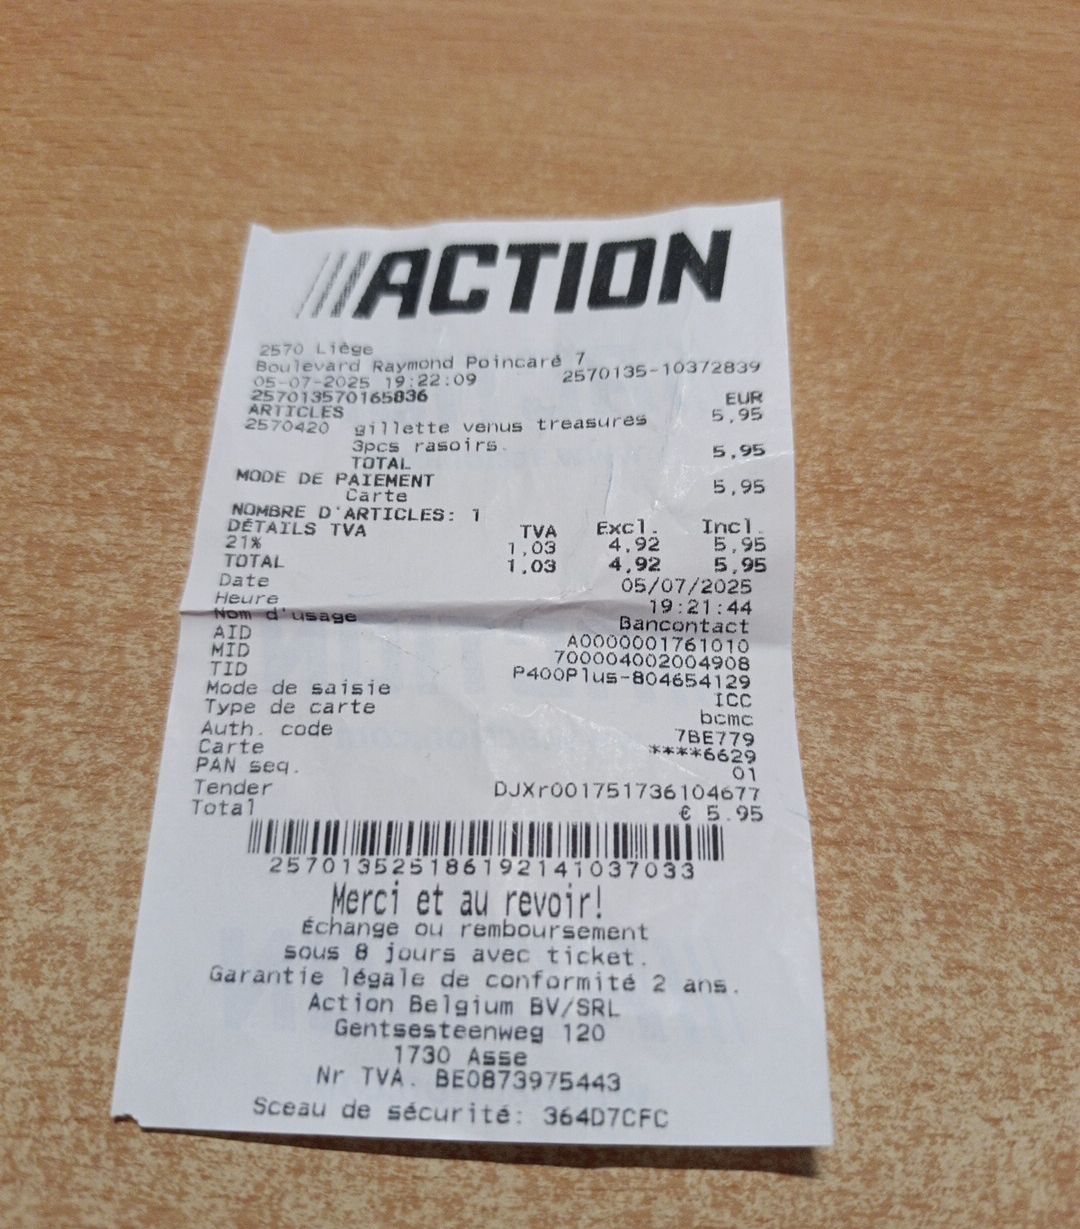 ACTION
2570 Liège
Boulevard Raymond Poincaré 7
05-07-2025 19:22:09 2570135-10372839
257013570165836 EUR
ARTICLES 5,95
2570420 gillette venus treasures
3pcs rasoirs.
TOTAL 5,95
MODE DE PAIEMENT
Carte 5,95
NOMBRE D'ARTICLES: 1
DÉTAILS TVA TVA Excl. Incl.
21% 1,03 4,92 5,95
TOTAL 1,03 4,92 5,95
Date 05/07/2025
Heure 19:21:44
Nom d'usage Bancontact
AID A0000001761010
MID 700004002004908
TID P400Plus-804654129
Mode de saisie ICC
Type de carte bcmc
Auth. code 7BE779
Carte ****6629
PAN seq. 01
Tender DJXr001751736104677
Total € 5.95
257013525186192141037033
Merci et au revoir!
Échange ou remboursement
sous 8 jours avec ticket.
Garantie légale de conformité 2 ans.
Action Belgium BV/SRL
Gentsesteenweg 120
1730 Asse
Nr TVA. BE0873975443
Sceau de sécurité: 364D7CFC